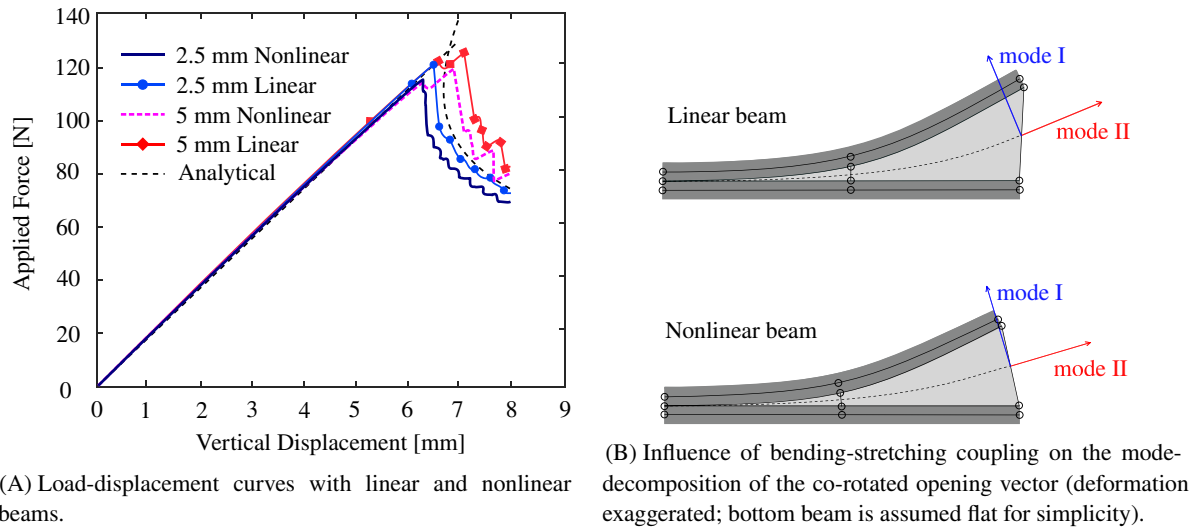 140
120
100
80
60
40
20
0
Applied Force [N]
2.5 mm Nonlinear
2.5 mm Linear
5 mm Nonlinear
5 mm Linear
Analytical
0 1 2 3 4 5 6 7 8 9
Vertical Displacement [mm]
(A) Load-displacement curves with linear and nonlinear
beams.
mode I
Linear beam
mode II
mode I
Nonlinear beam
mode II
(B) Influence of bending-stretching coupling on the mode-
decomposition of the co-rotated opening vector (deformation
exaggerated; bottom beam is assumed flat for simplicity).